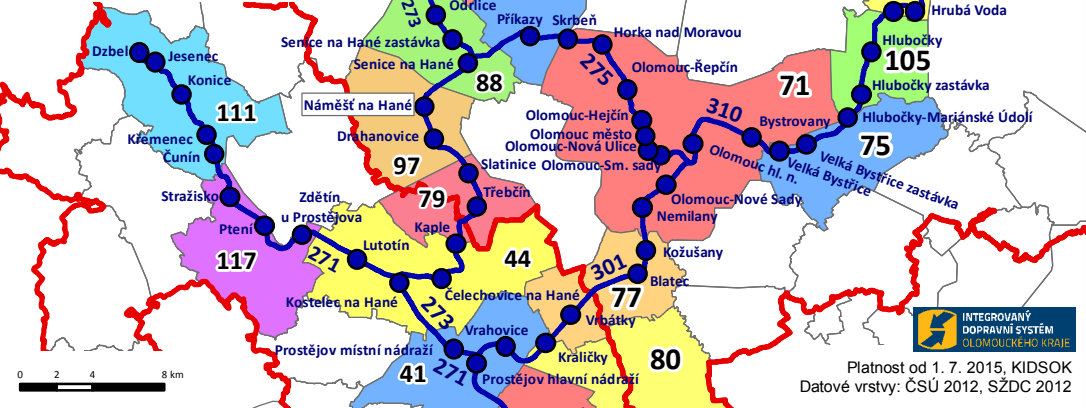 Odrlice
273
Příkazy
Skrbeň
Hrubá Voda
Senice na Hané zastávka
Horka nad Moravou
Dzbel
Jesenec
Senice na Hané
Hlubočky
105
Konice
88
275
Olomouc-Řepčín
71
Hlubočky zastávka
Náměšť na Hané
111
Olomouc-Hejčín
310
Bystrovany
Hlubočky-Mariánské Údolí
Křemenec
Drahanovice
Olomouc město
Olomouc-Nová Ulice
75
Čunín
97
Slatinice
Olomouc-Sm. sady
Olomouc hl. n.
Velká Bystřice
Velká Bystřice zastávka
Stražisko
Zdětín
u Prostějova
79
Třebčín
Olomouc-Nové Sady
Nemilany
Ptení
Kaple
117
271
Lutotín
44
Kožušany
301
Blatec
77
Kostelec na Hané
Čelechovice na Hané
273
Vrbátky
Vrahovice
INTEGROVANÝ
DOPRAVNÍ SYSTÉM
OLOMOUCKÉHO KRAJE
Prostějov místní nádraží
Kraličky
80
41
271
Prostějov hlavní nádraží
0 2 4 8 km
Platnost od 1. 7. 2015, KIDSOK
Datové vrstvy: ČSÚ 2012, SŽDC 2012